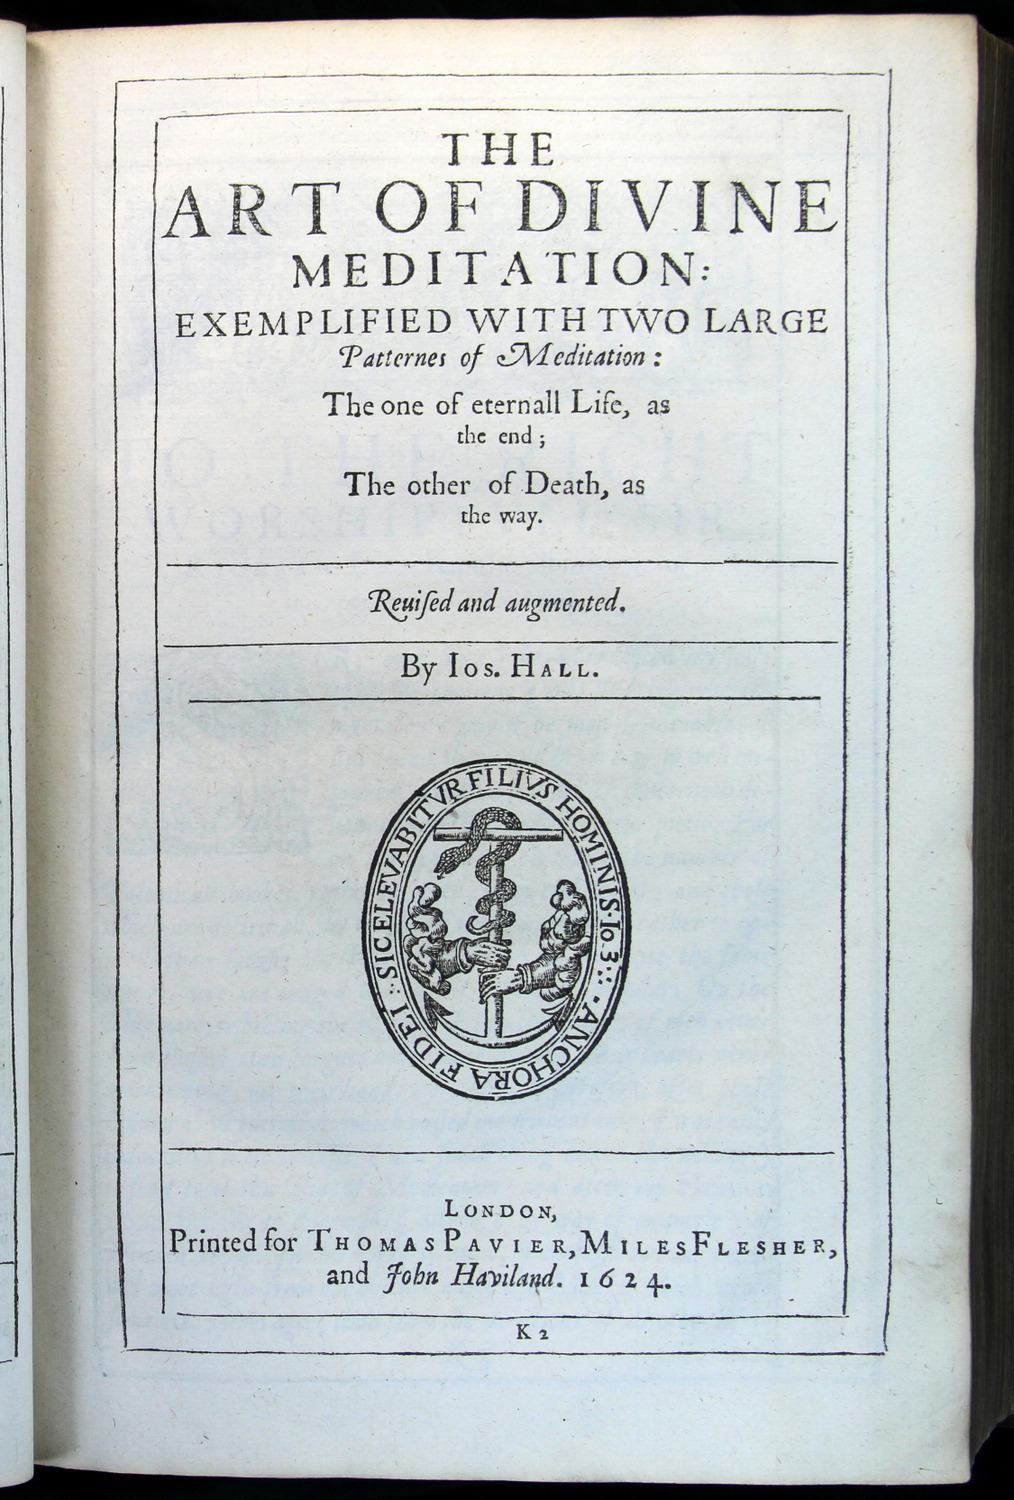 THE
ART OF DIVINE
MEDITATION:
EXEMPLIFIED WITH TWO LARGE
Patternes of Meditation:
The one of eternall Life, as
the end;
The other of Death, as
the way.
Reuiſed and augmented.
By Ios. HALL.
SIC ELEVABITVR FILIVS HOMINIS·Io 3::·ANCHORA FIDEI·::
LONDON,
Printed for THOMAS PAVIER, MILES FLESHER,
and John Haviland. 1624.
K 2